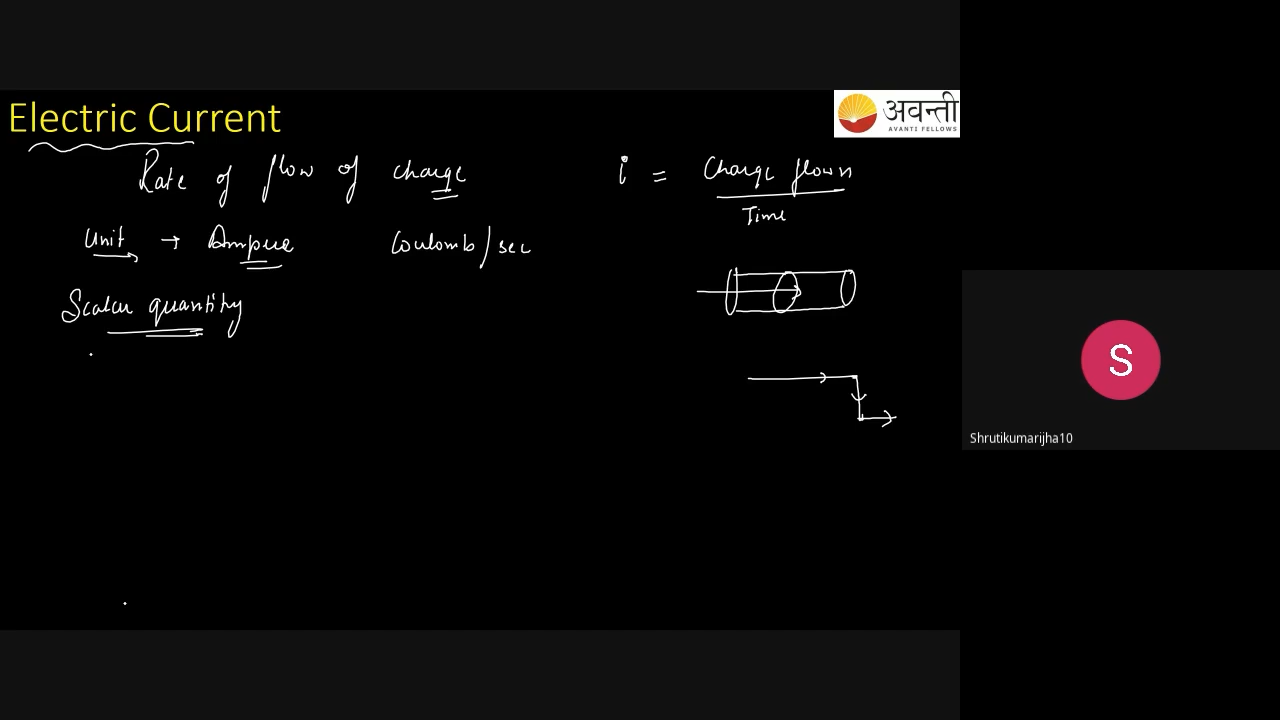 Electric Current
अवन्ती
AVANTI FELLOWS
Rate of flow of charge
i = Charge flown
Time
Unit → Ampere Coulomb/sec
Scalar quantity
S
Shrutikumarijha10